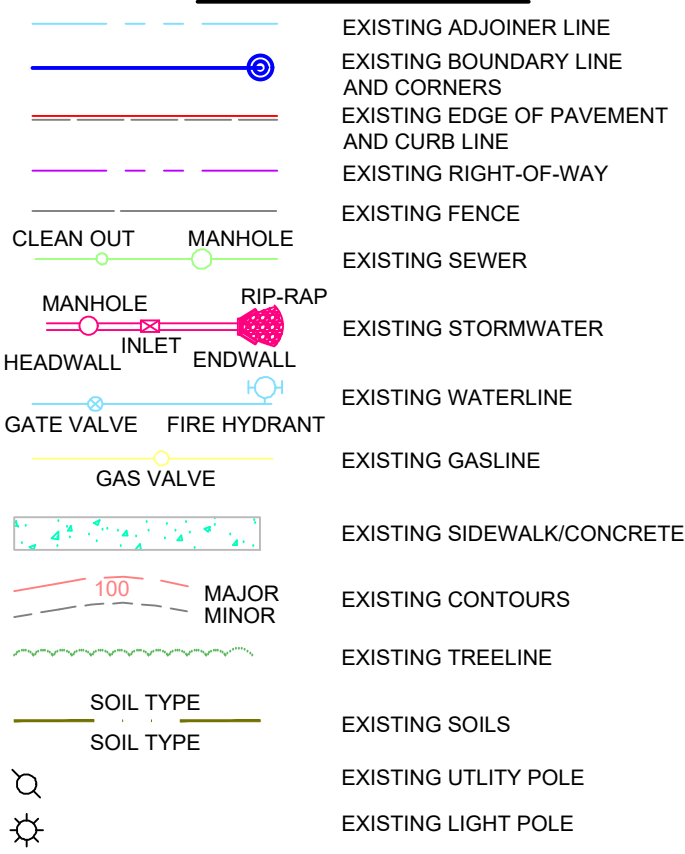 EXISTING ADJOINER LINE
EXISTING BOUNDARY LINE
AND CORNERS
EXISTING EDGE OF PAVEMENT
AND CURB LINE
EXISTING RIGHT-OF-WAY
EXISTING FENCE
CLEAN OUT MANHOLE
EXISTING SEWER
MANHOLE RIP-RAP
INLET
HEADWALL ENDWALL
EXISTING STORMWATER
EXISTING WATERLINE
GATE VALVE FIRE HYDRANT
EXISTING GASLINE
GAS VALVE
EXISTING SIDEWALK/CONCRETE
100 MAJOR
MINOR
EXISTING CONTOURS
EXISTING TREELINE
SOIL TYPE
SOIL TYPE
EXISTING SOILS
EXISTING UTLITY POLE
EXISTING LIGHT POLE